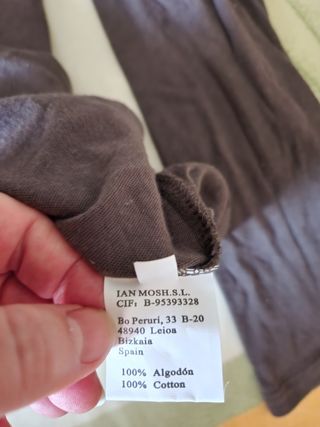 IAN MOSH.S.L.
CIF: B-95393328
Bo Peruri, 33 B-20
48940 Leioa
Bizkaia
Spain
100% Algodón
100% Cotton